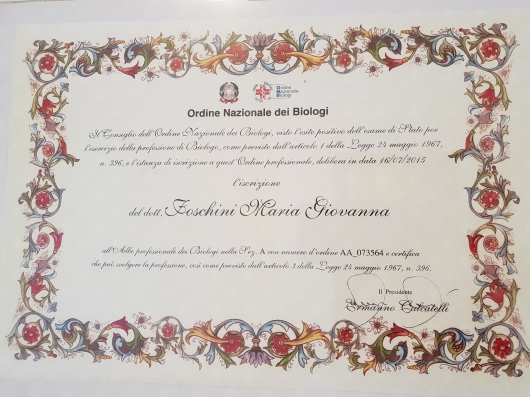 Ordine
Nazionale
Biologi
Ordine Nazionale dei Biologi
Il Consiglio dell'Ordine Nazionale dei Biologi, visto l'esito positivo dell'esame di Stato per
l'esercizio della professione di Biologo, come previsto dall'articolo 1 della Legge 24 maggio 1967,
n. 396, e l'istanza di iscrizione a quest'Ordine professionale, delibera in data 16/07/2015
l'iscrizione
del dott. Foschini Maria Giovanna
all'Albo professionale dei Biologi nella Sez. A con numero d'ordine AA_073564 e certifica
che può svolgere la professione, così come previsto dall'articolo 3 della Legge 24 maggio 1967, n. 396.
Il Presidente
Ermanno Calcatelli